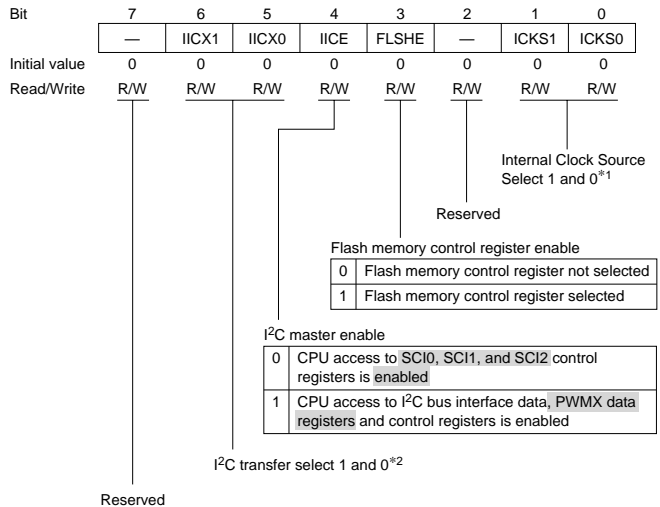 Bit 7 6 5 4 3 2 1 0
— IICX1 IICX0 IICE FLSHE — ICKS1 ICKS0
Initial value 0 0 0 0 0 0 0 0
Read/Write R/W R/W R/W R/W R/W R/W R/W R/W
Internal Clock Source
Select 1 and 0*1
Reserved
Flash memory control register enable
0 Flash memory control register not selected
1 Flash memory control register selected
I2C master enable
0 CPU access to SCI0, SCI1, and SCI2 control
registers is enabled
1 CPU access to I2C bus interface data, PWMX data
registers and control registers is enabled
I2C transfer select 1 and 0*2
Reserved